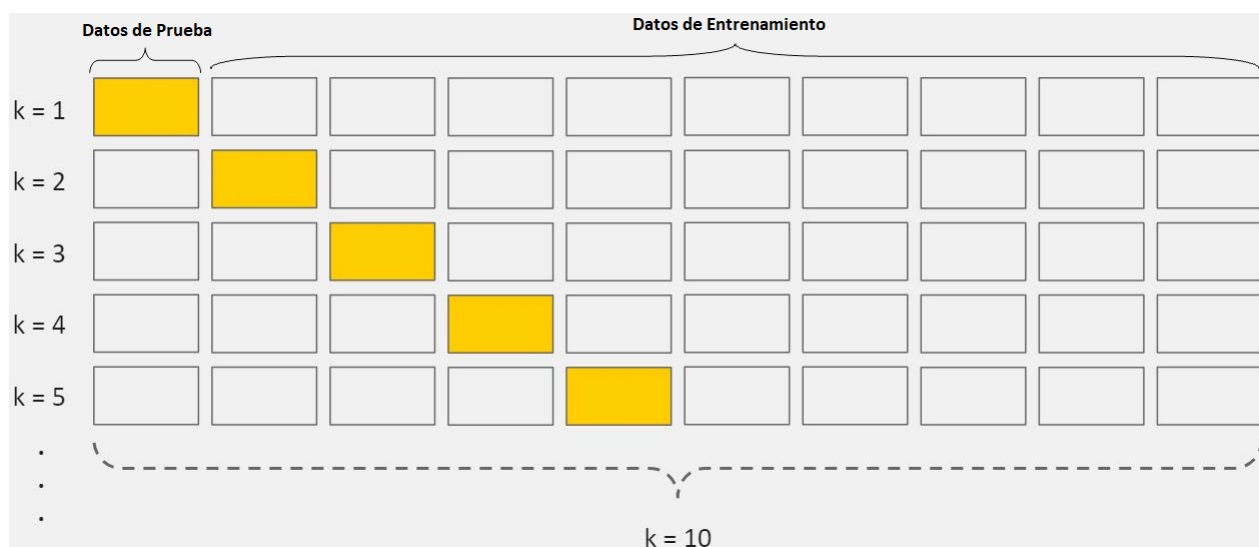 Datos de Prueba
Datos de Entrenamiento
k = 1
k = 2
k = 3
k = 4
k = 5
.
.
.
k = 10